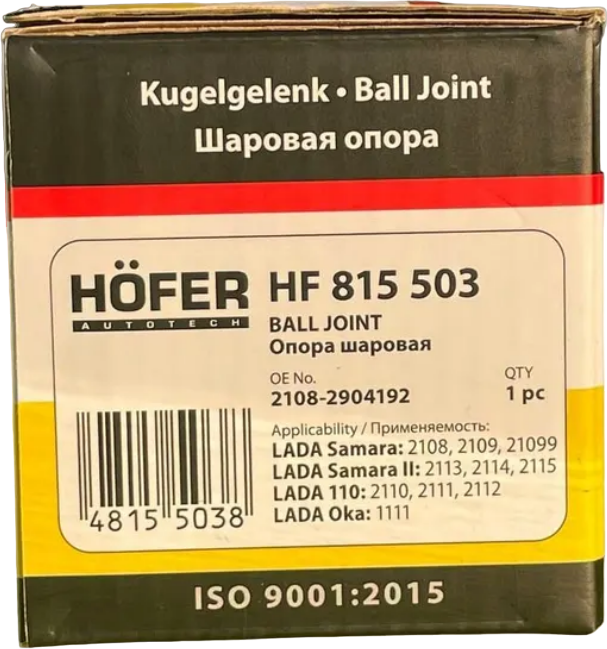 Kugelgelenk • Ball Joint
Шаровая опора
HÖFER
AUTOTECH
HF 815 503
BALL JOINT
Опора шаровая
OE No.
2108-2904192
QTY
1 pc
Applicability / Применяемость:
LADA Samara: 2108, 2109, 21099
LADA Samara II: 2113, 2114, 2115
LADA 110: 2110, 2111, 2112
LADA Oka: 1111
4815 5038
ISO 9001:2015